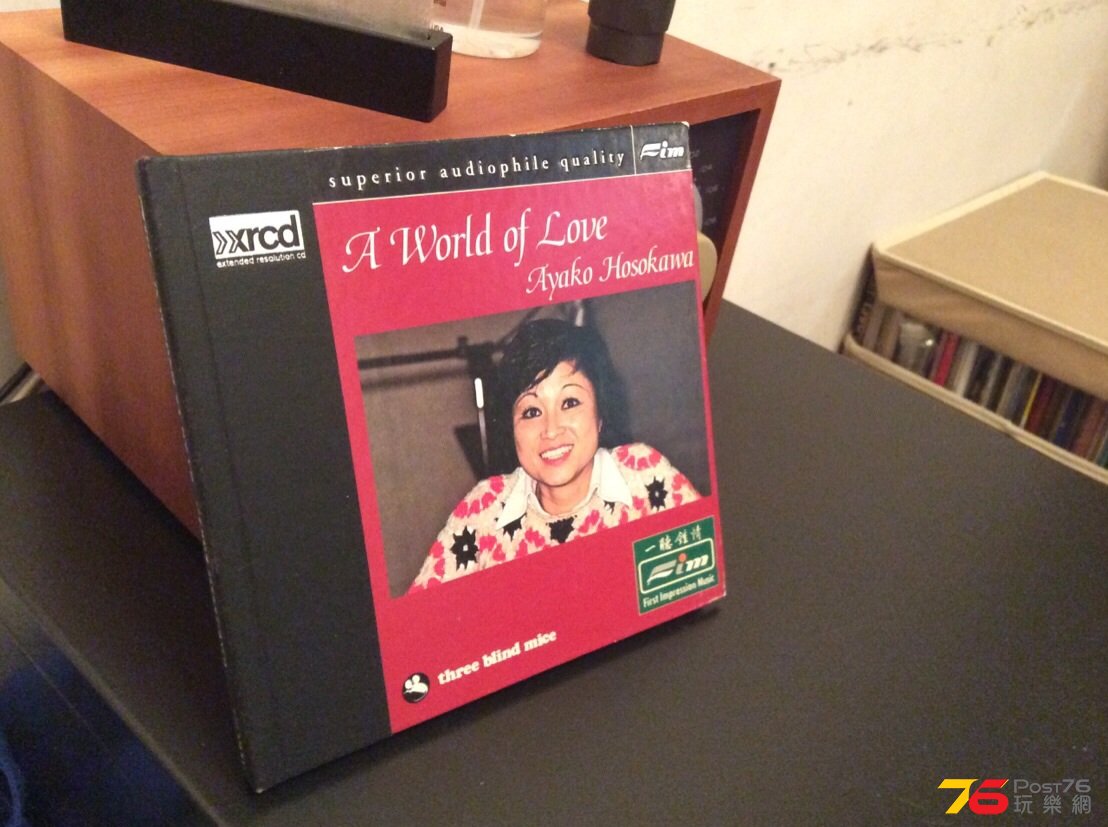 superior audiophile quality
Fim
xrcd
extended resolution cd
A World of Love
Ayako Hosokawa
一聽鍾情
Fim
First Impression Music
three blind mice
76 POST76
玩樂網